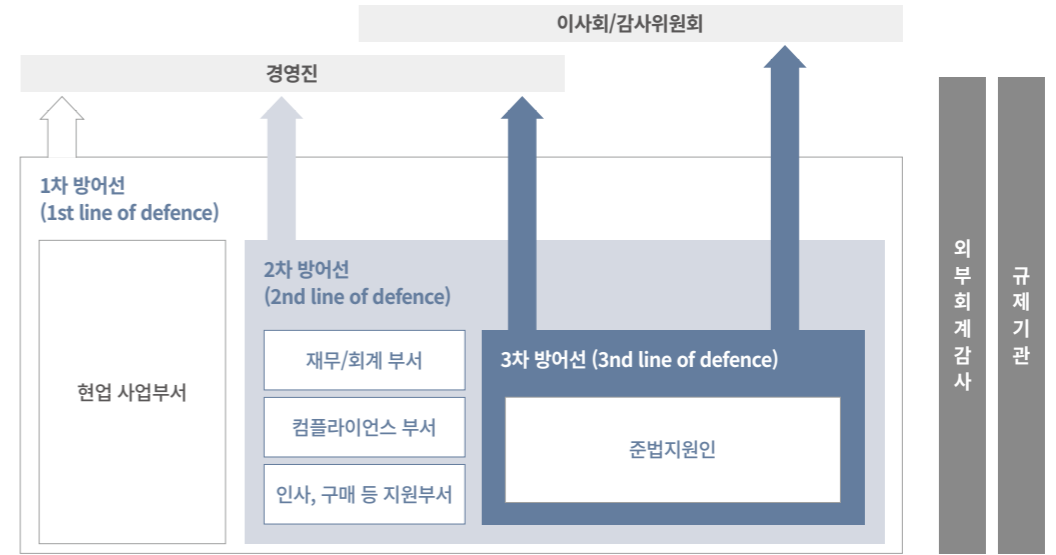 이사회/감사위원회
경영진
1차 방어선
(1st line of defence)
현업 사업부서
2차 방어선
(2nd line of defence)
재무/회계 부서
컴플라이언스 부서
인사, 구매 등 지원부서
3차 방어선 (3nd line of defence)
준법지원인
외부회계감사
규제기관